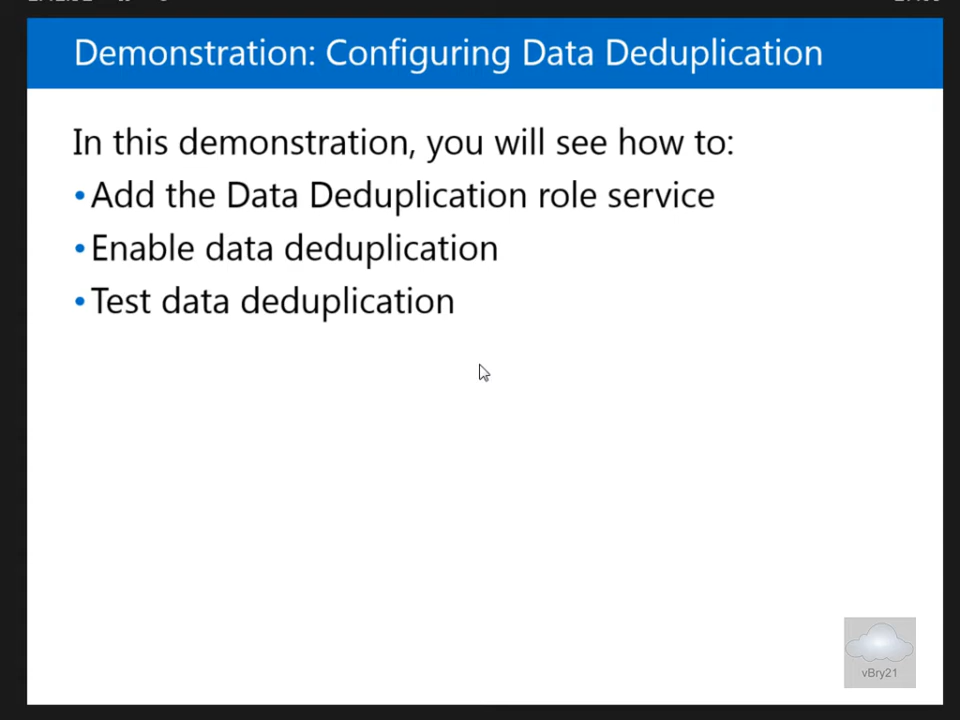 Demonstration: Configuring Data Deduplication
In this demonstration, you will see how to:
•Add the Data Deduplication role service
•Enable data deduplication
•Test data deduplication
vBry21